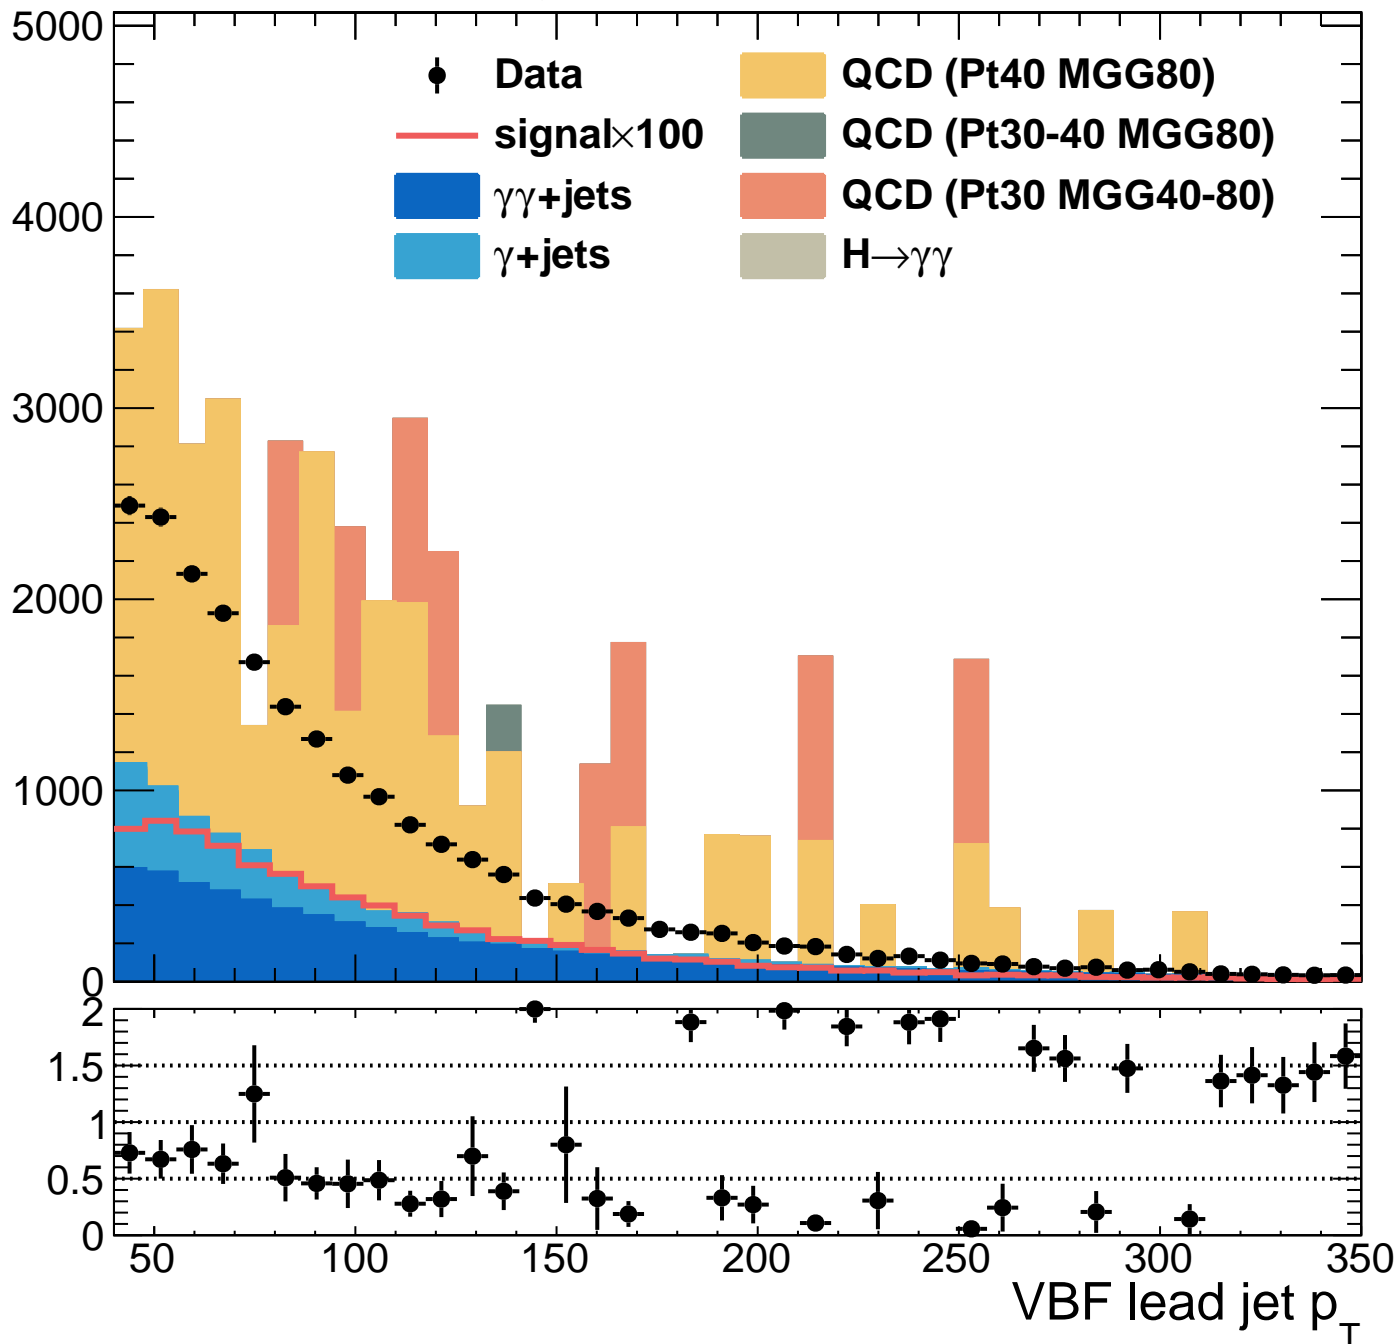 5000
4000
3000
2000
1000
0
Data
signal×100
γγ+jets
γ+jets
QCD (Pt40 MGG80)
QCD (Pt30-40 MGG80)
QCD (Pt30 MGG40-80)
H→γγ
2
1.5
1
0.5
0
50 100 150 200 250 300 350
VBF lead jet p_T